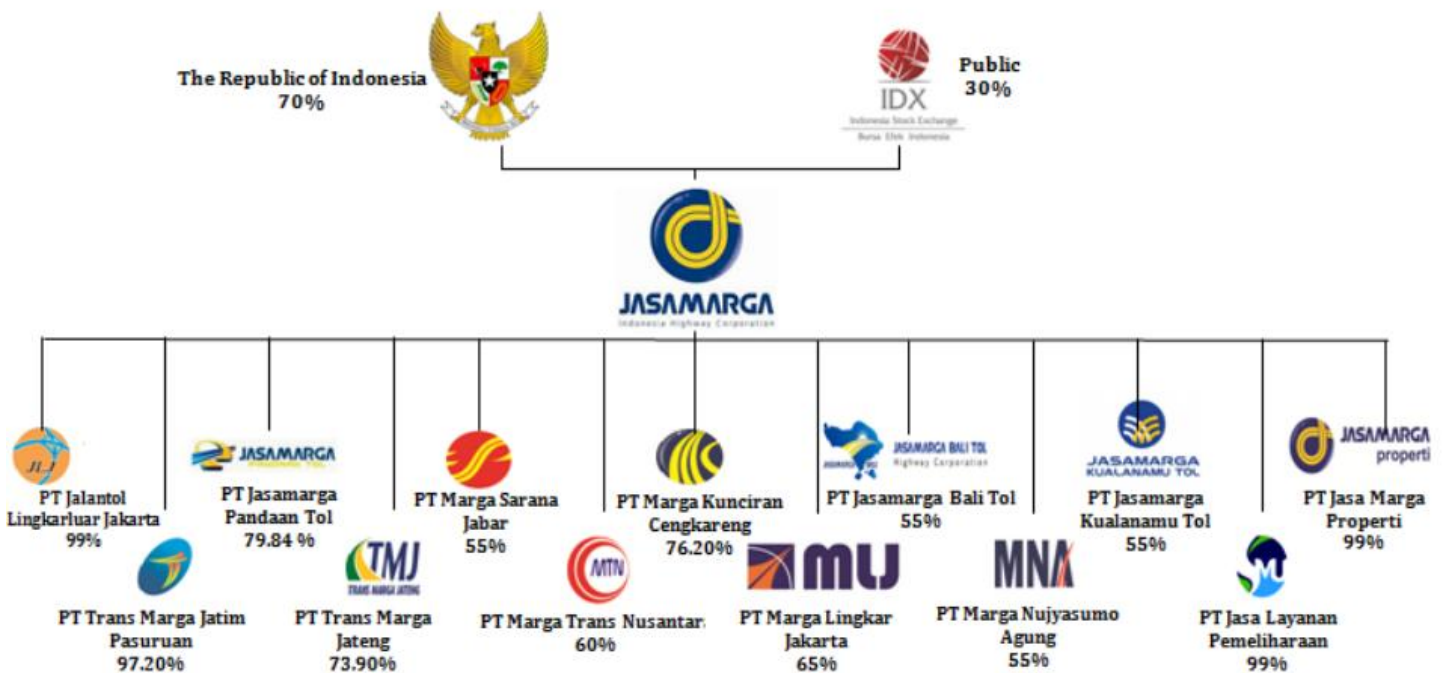 The Republic of Indonesia
70%
Public
30%
IDX
Indonesia Stock Exchange
Bursa Efek Indonesia
JASAMARGA
Indonesia Highway Corporation
JLJ
PT Jalantol
Lingkarluar Jakarta
99%
JASAMARGA
PANDAAN TOL
PT Jasamarga
Pandaan Tol
79.84 %
PT Marga Sarana
Jabar
55%
PT Marga Kunciran
Cengkareng
76.20%
JASAMARGA BALI TOL
Highway Corporation
PT Jasamarga Bali Tol
55%
JASAMARGA
KUALANAMU TOL
PT Jasamarga
Kualanamu Tol
55%
JASAMARGA
properti
PT Jasa Marga
Properti
99%
PT Trans Marga Jatim
Pasuruan
97.20%
TMJ
TRANS MARGA JATENG
PT Trans Marga
Jateng
73.90%
MTN
PT Marga Trans Nusantara
60%
MLJ
PT Marga Lingkar
Jakarta
65%
MNA
PT Marga Nujyasumo
Agung
55%
PT Jasa Layanan
Pemeliharaan
99%